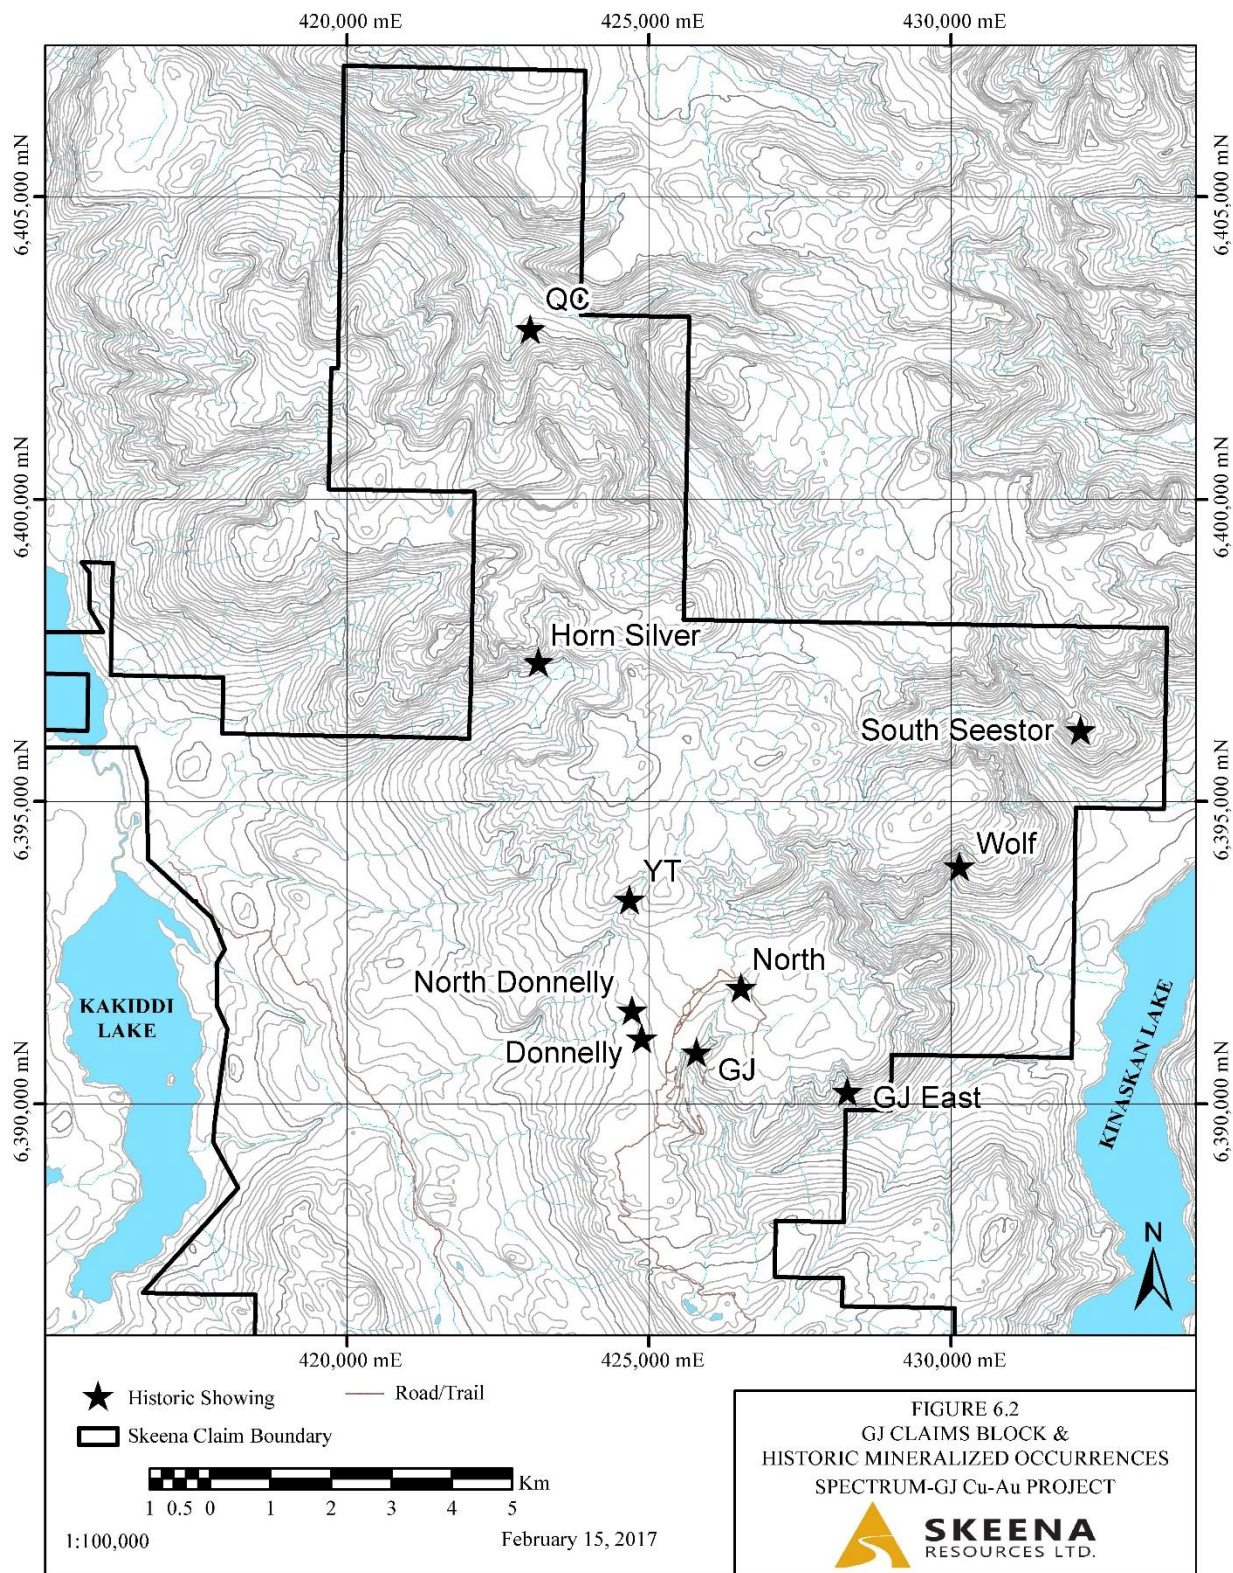 420,000 mE
425,000 mE
430,000 mE
6,405,000 mN
6,405,000 mN
QC
6,400,000 mN
6,400,000 mN
Horn Silver
South Seestor
6,395,000 mN
6,395,000 mN
Wolf
YT
North
North Donnelly
KAKIDDI
LAKE
Donnelly
GJ
GJ East
KINASKAN LAKE
6,390,000 mN
6,390,000 mN
N
420,000 mE
425,000 mE
430,000 mE
Historic Showing
Road/Trail
Skeena Claim Boundary
Km
1 0.5 0 1 2 3 4 5
1:100,000
February 15, 2017
FIGURE 6.2
GJ CLAIMS BLOCK &
HISTORIC MINERALIZED OCCURRENCES
SPECTRUM-GJ Cu-Au PROJECT
SKEENA
RESOURCES LTD.